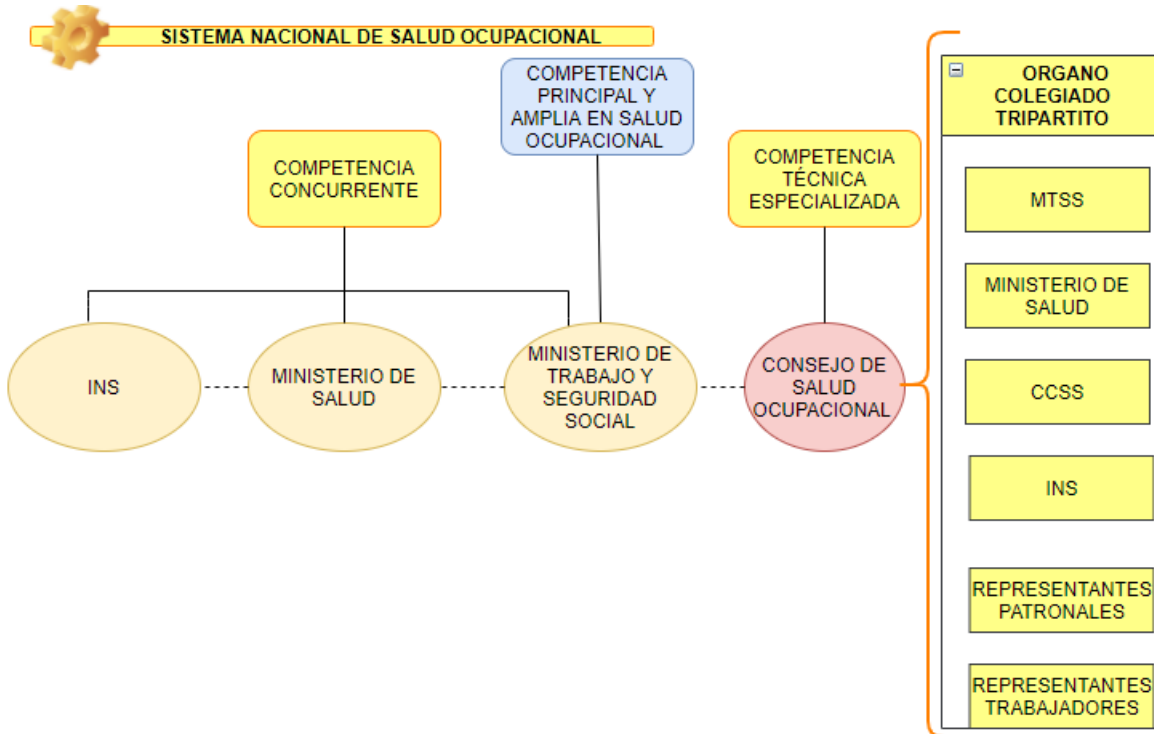 SISTEMA NACIONAL DE SALUD OCUPACIONAL
COMPETENCIA
PRINCIPAL Y
AMPLIA EN SALUD
OCUPACIONAL
COMPETENCIA
CONCURRENTE
COMPETENCIA
TÉCNICA
ESPECIALIZADA
INS
MINISTERIO DE
SALUD
MINISTERIO DE
TRABAJO Y
SEGURIDAD
SOCIAL
CONSEJO DE
SALUD
OCUPACIONAL
ORGANO
COLEGIADO
TRIPARTITO
MTSS
MINISTERIO DE
SALUD
CCSS
INS
REPRESENTANTES
PATRONALES
REPRESENTANTES
TRABAJADORES